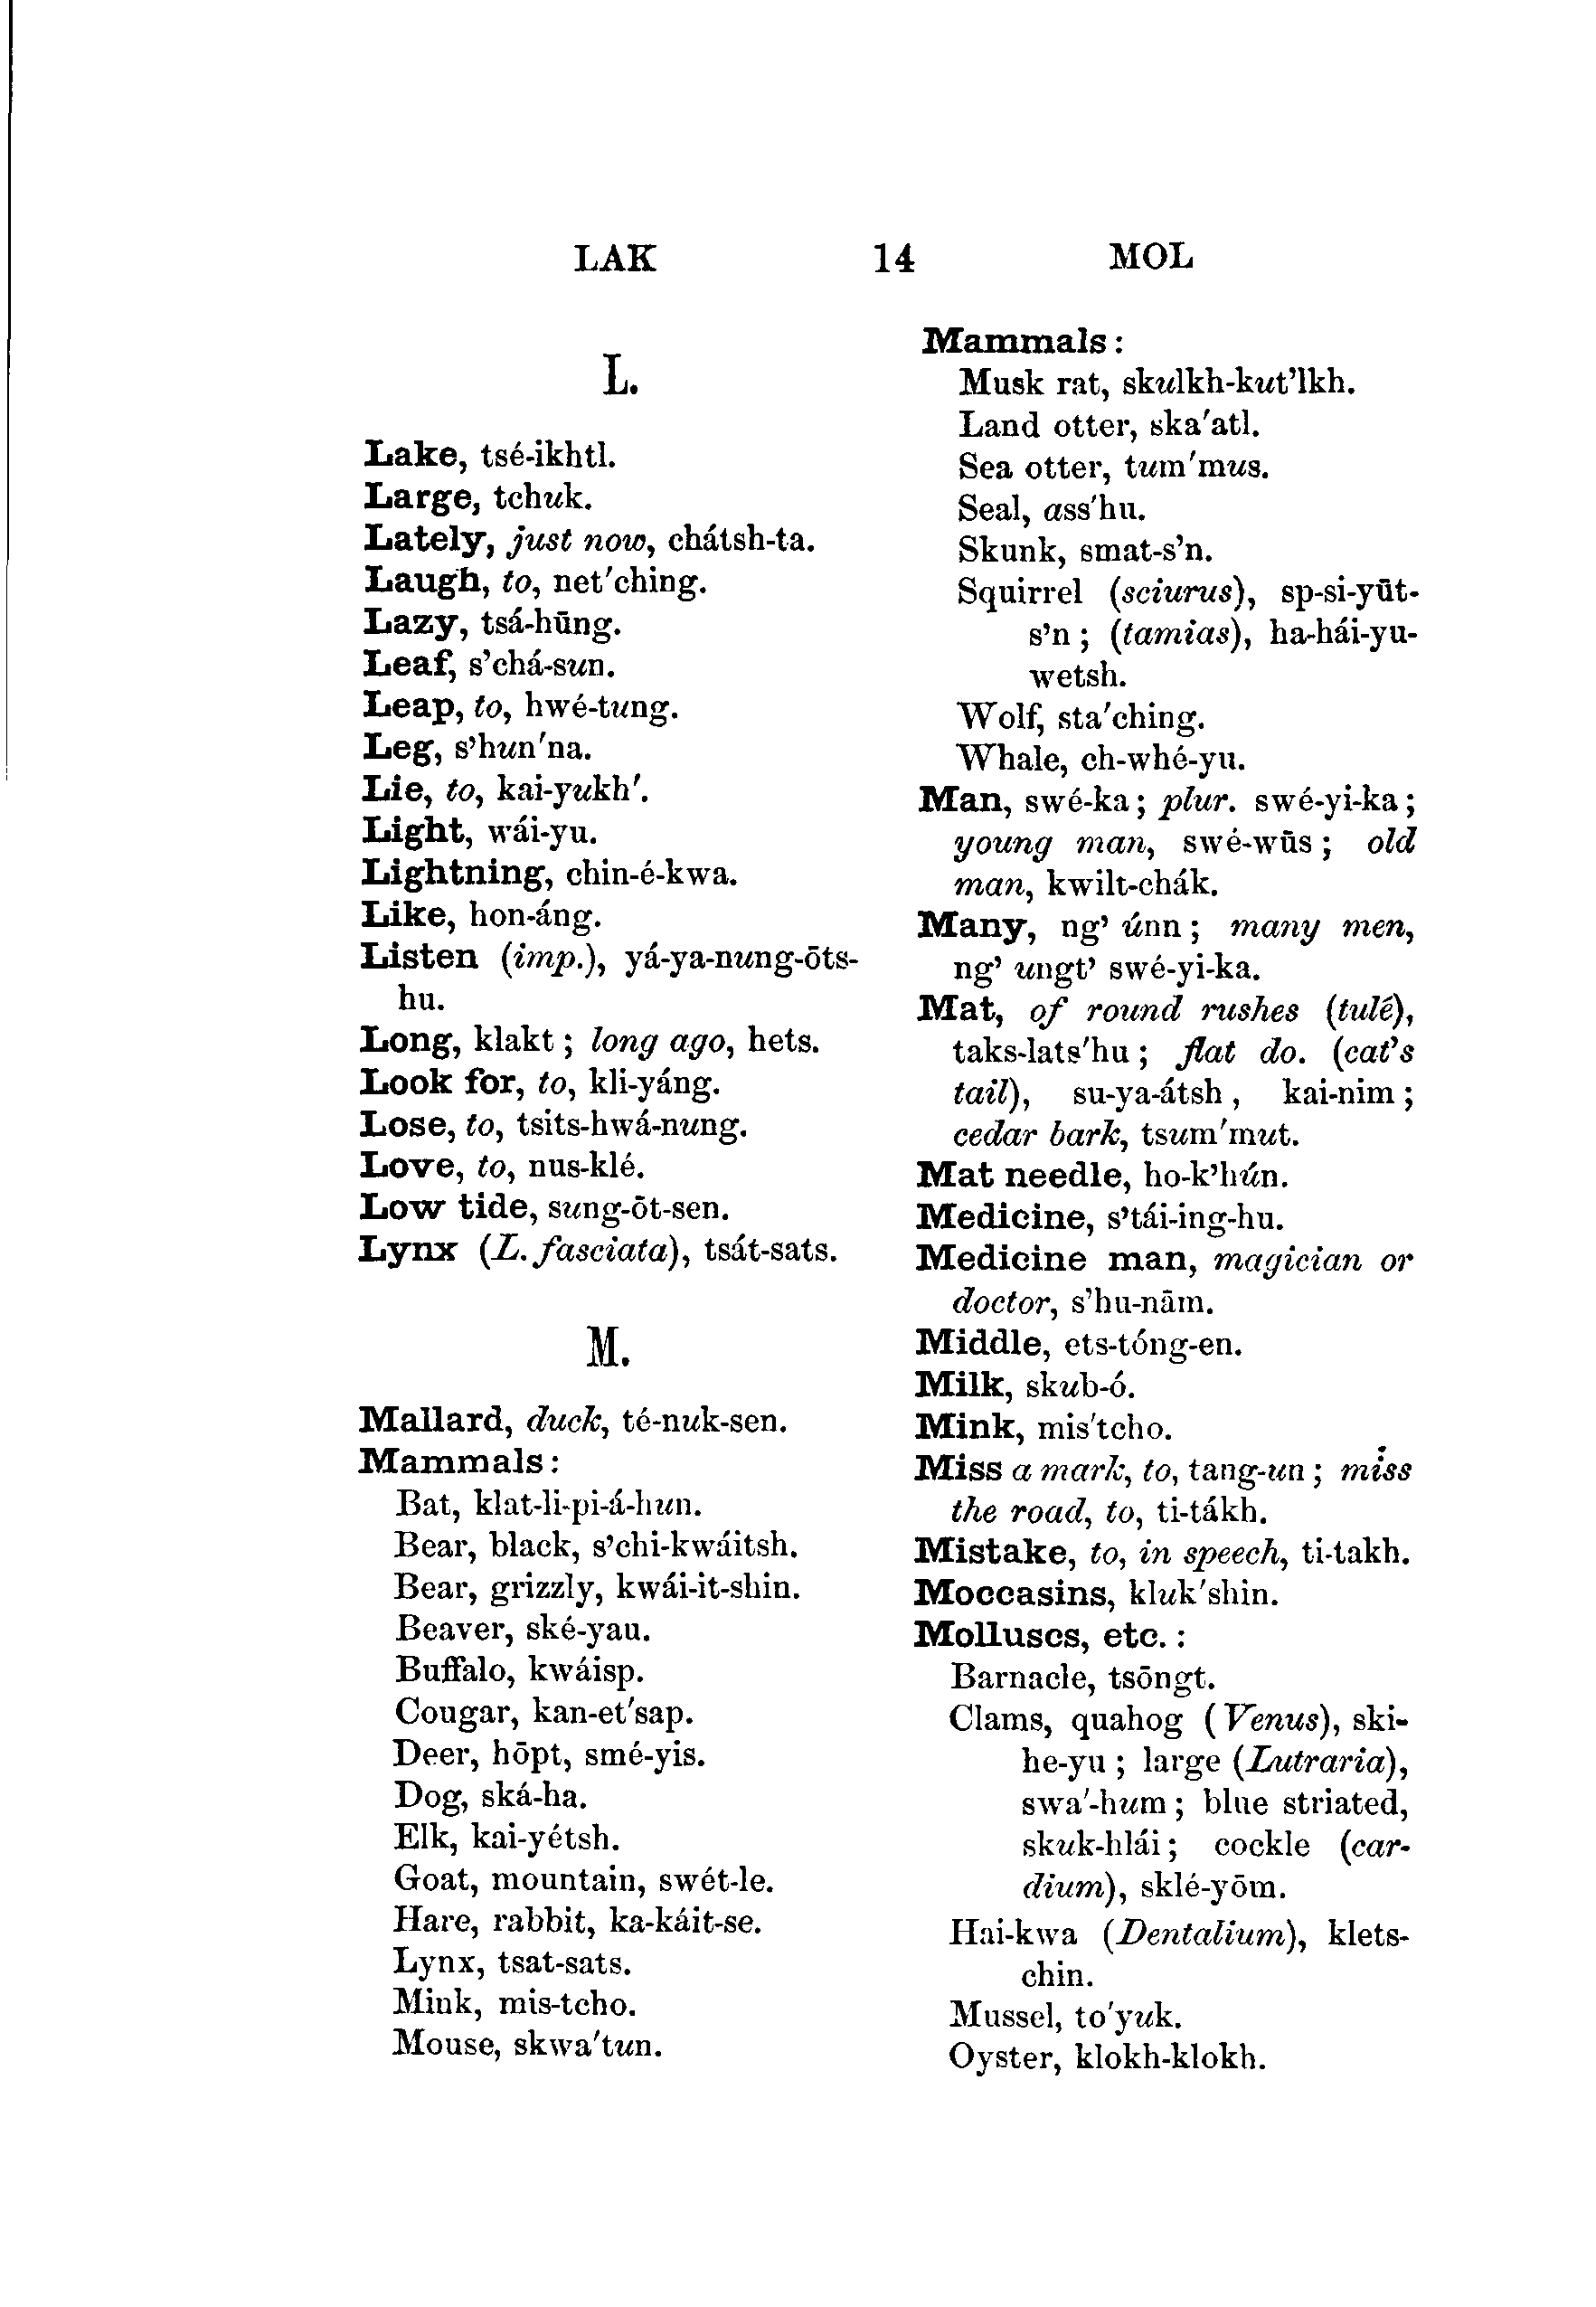 LAK 14 MOL
L.
Lake, tsé-ikhtl.
Large, tchuk.
Lately, just now, chátsh-ta.
Laugh, to, net'ching.
Lazy, tsá-hūng.
Leaf, s’chá-sun.
Leap, to, hwé-tung.
Leg, s’hun'na.
Lie, to, kai-yukh'.
Light, wái-yu.
Lightning, chin-é-kwa.
Like, hon-áng.
Listen (imp.), yá-ya-nung-ōts-
hu.
Long, klakt; long ago, hets.
Look for, to, kli-yáng.
Lose, to, tsits-hwá-nung.
Love, to, nus-klé.
Low tide, sung-ōt-sen.
Lynx (L. fasciata), tsát-sats.
M.
Mallard, duck, té-nuk-sen.
Mammals:
Bat, klat-li-pi-á-hun.
Bear, black, s’chi-kwáitsh.
Bear, grizzly, kwái-it-shin.
Beaver, ské-yau.
Buffalo, kwáisp.
Cougar, kan-et'sap.
Deer, hōpt, smé-yis.
Dog, ská-ha.
Elk, kai-yétsh.
Goat, mountain, swét-le.
Hare, rabbit, ka-káit-se.
Lynx, tsat-sats.
Mink, mis-tcho.
Mouse, skwa'tun.
Mammals:
Musk rat, skulkh-kut’lkh.
Land otter, ska'atl.
Sea otter, tum'mus.
Seal, ass'hu.
Skunk, smat-s’n.
Squirrel (sciurus), sp-si-yūt-
s’n; (tamias), ha-hái-yu-
wetsh.
Wolf, sta'ching.
Whale, ch-whé-yu.
Man, swé-ka; plur. swé-yi-ka;
young man, swé-wūs; old
man, kwilt-chák.
Many, ng’ únn; many men,
ng’ ungt’ swé-yi-ka.
Mat, of round rushes (tulé),
taks-lats'hu; flat do. (cat’s
tail), su-ya-átsh, kai-nim;
cedar bark, tsum'mut.
Mat needle, ho-k’hún.
Medicine, s’tái-ing-hu.
Medicine man, magician or
doctor, s’hu-nām.
Middle, ets-tóng-en.
Milk, skub-ó.
Mink, mis'tcho.
Miss a mark, to, tang-un; miss
the road, to, ti-tákh.
Mistake, to, in speech, ti-takh.
Moccasins, kluk'shin.
Molluscs, etc.:
Barnacle, tsōngt.
Clams, quahog (Venus), ski-
he-yu; large (Lutraria),
swa'-hum; blue striated,
skuk-hlái; cockle (car-
dium), sklé-yōm.
Hai-kwa (Dentalium), klets-
chin.
Mussel, to'yuk.
Oyster, klokh-klokh.